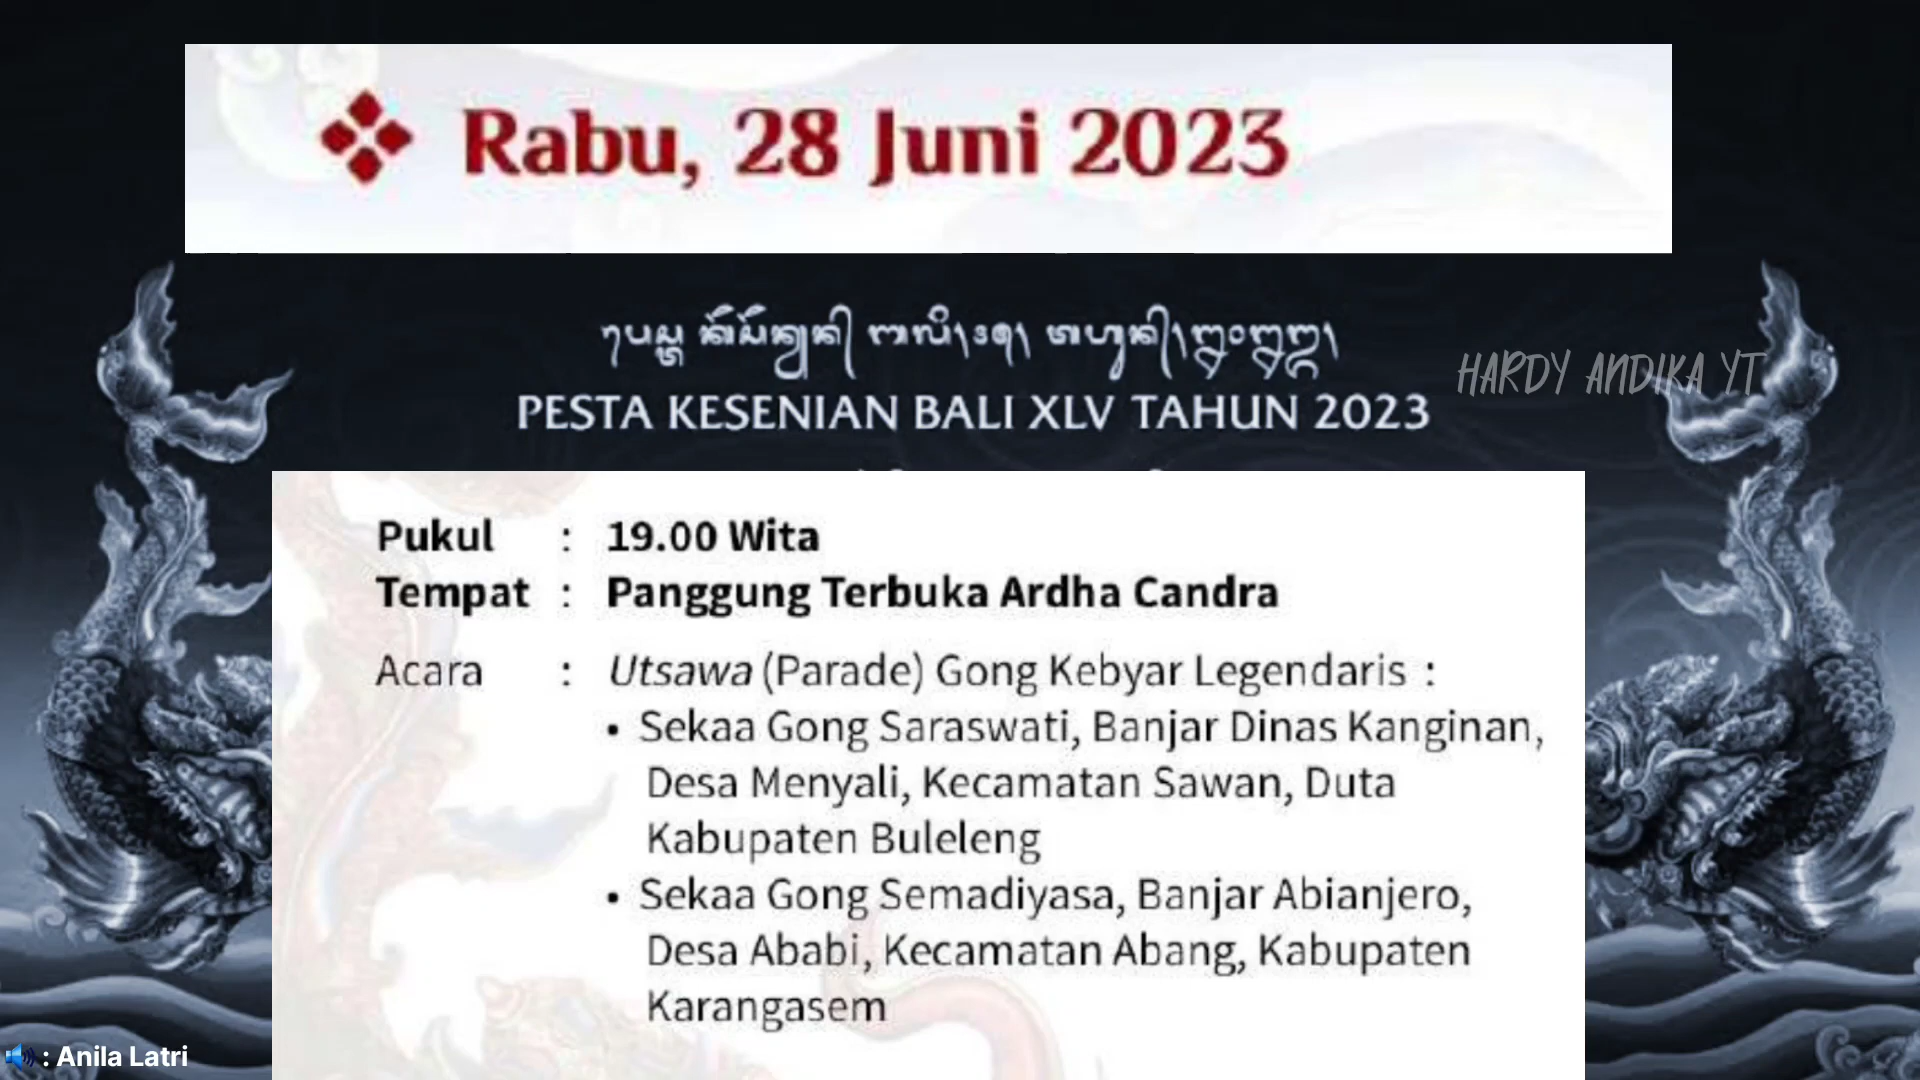 Rabu, 28 Juni 2023
PESTA KESENIAN BALI XLV TAHUN 2023
HARDY ANDIKA YT
Pukul : 19.00 Wita
Tempat : Panggung Terbuka Ardha Candra
Acara : Utsawa (Parade) Gong Kebyar Legendaris :
• Sekaa Gong Saraswati, Banjar Dinas Kanginan,
Desa Menyali, Kecamatan Sawan, Duta
Kabupaten Buleleng
• Sekaa Gong Semadiyasa, Banjar Abianjero,
Desa Ababi, Kecamatan Abang, Kabupaten
Karangasem
🔊 : Anila Latri